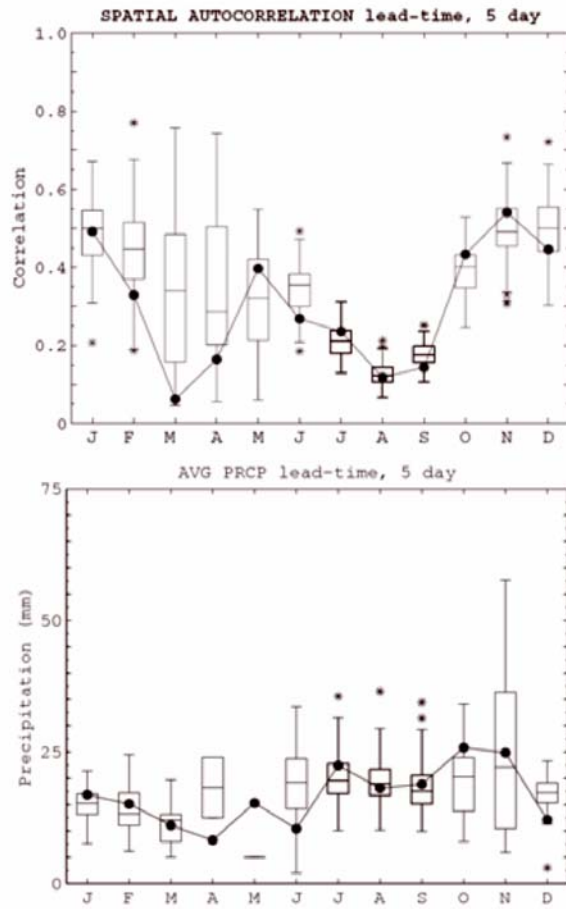 SPATIAL AUTOCORRELATION lead-time, 5 day
1.0
0.8
0.6
0.4
0.2
0
Correlation
J F M A M J J A S O N D
AVG PRCP lead-time, 5 day
75
50
25
0
Precipitation (mm)
J F M A M J J A S O N D